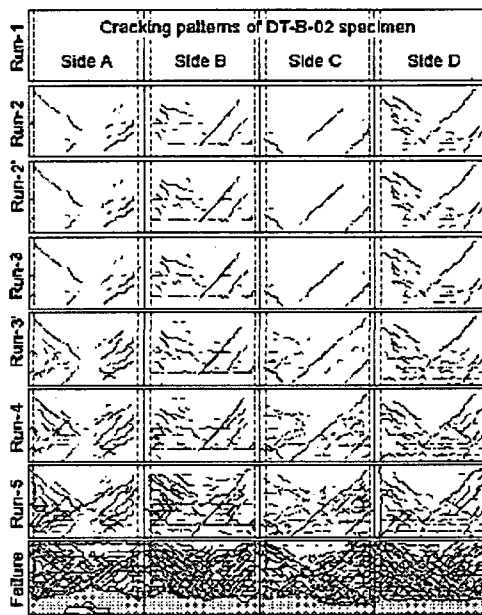 Cracking patterns of DT-B-02 specimen
Run-1
Side A Side B Side C Side D
Run-2
Run-2'
Run-3
Run-3'
Run-4
Run-5
Failure